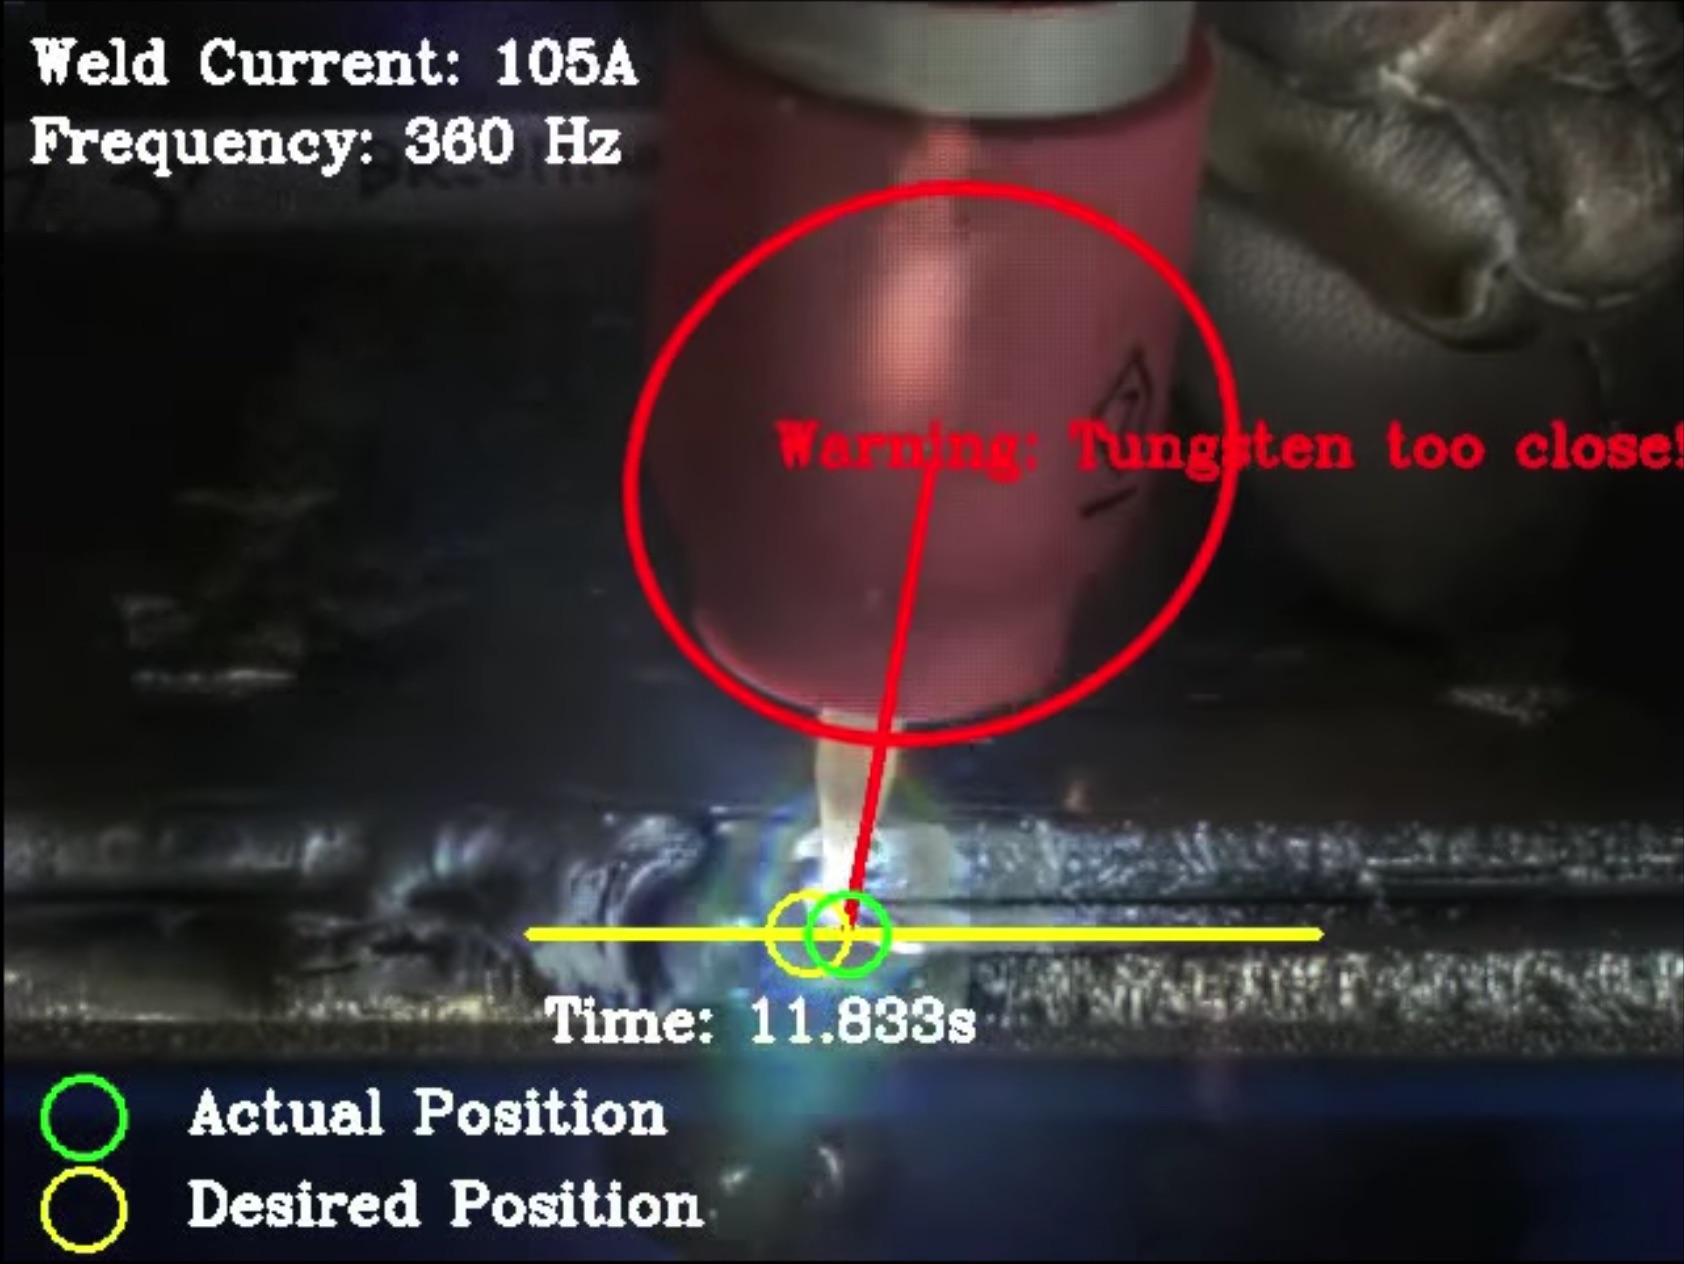 Weld Current: 105A
Frequency: 360 Hz
Warning: Tungsten too close!
Time: 11.833s
Actual Position
Desired Position